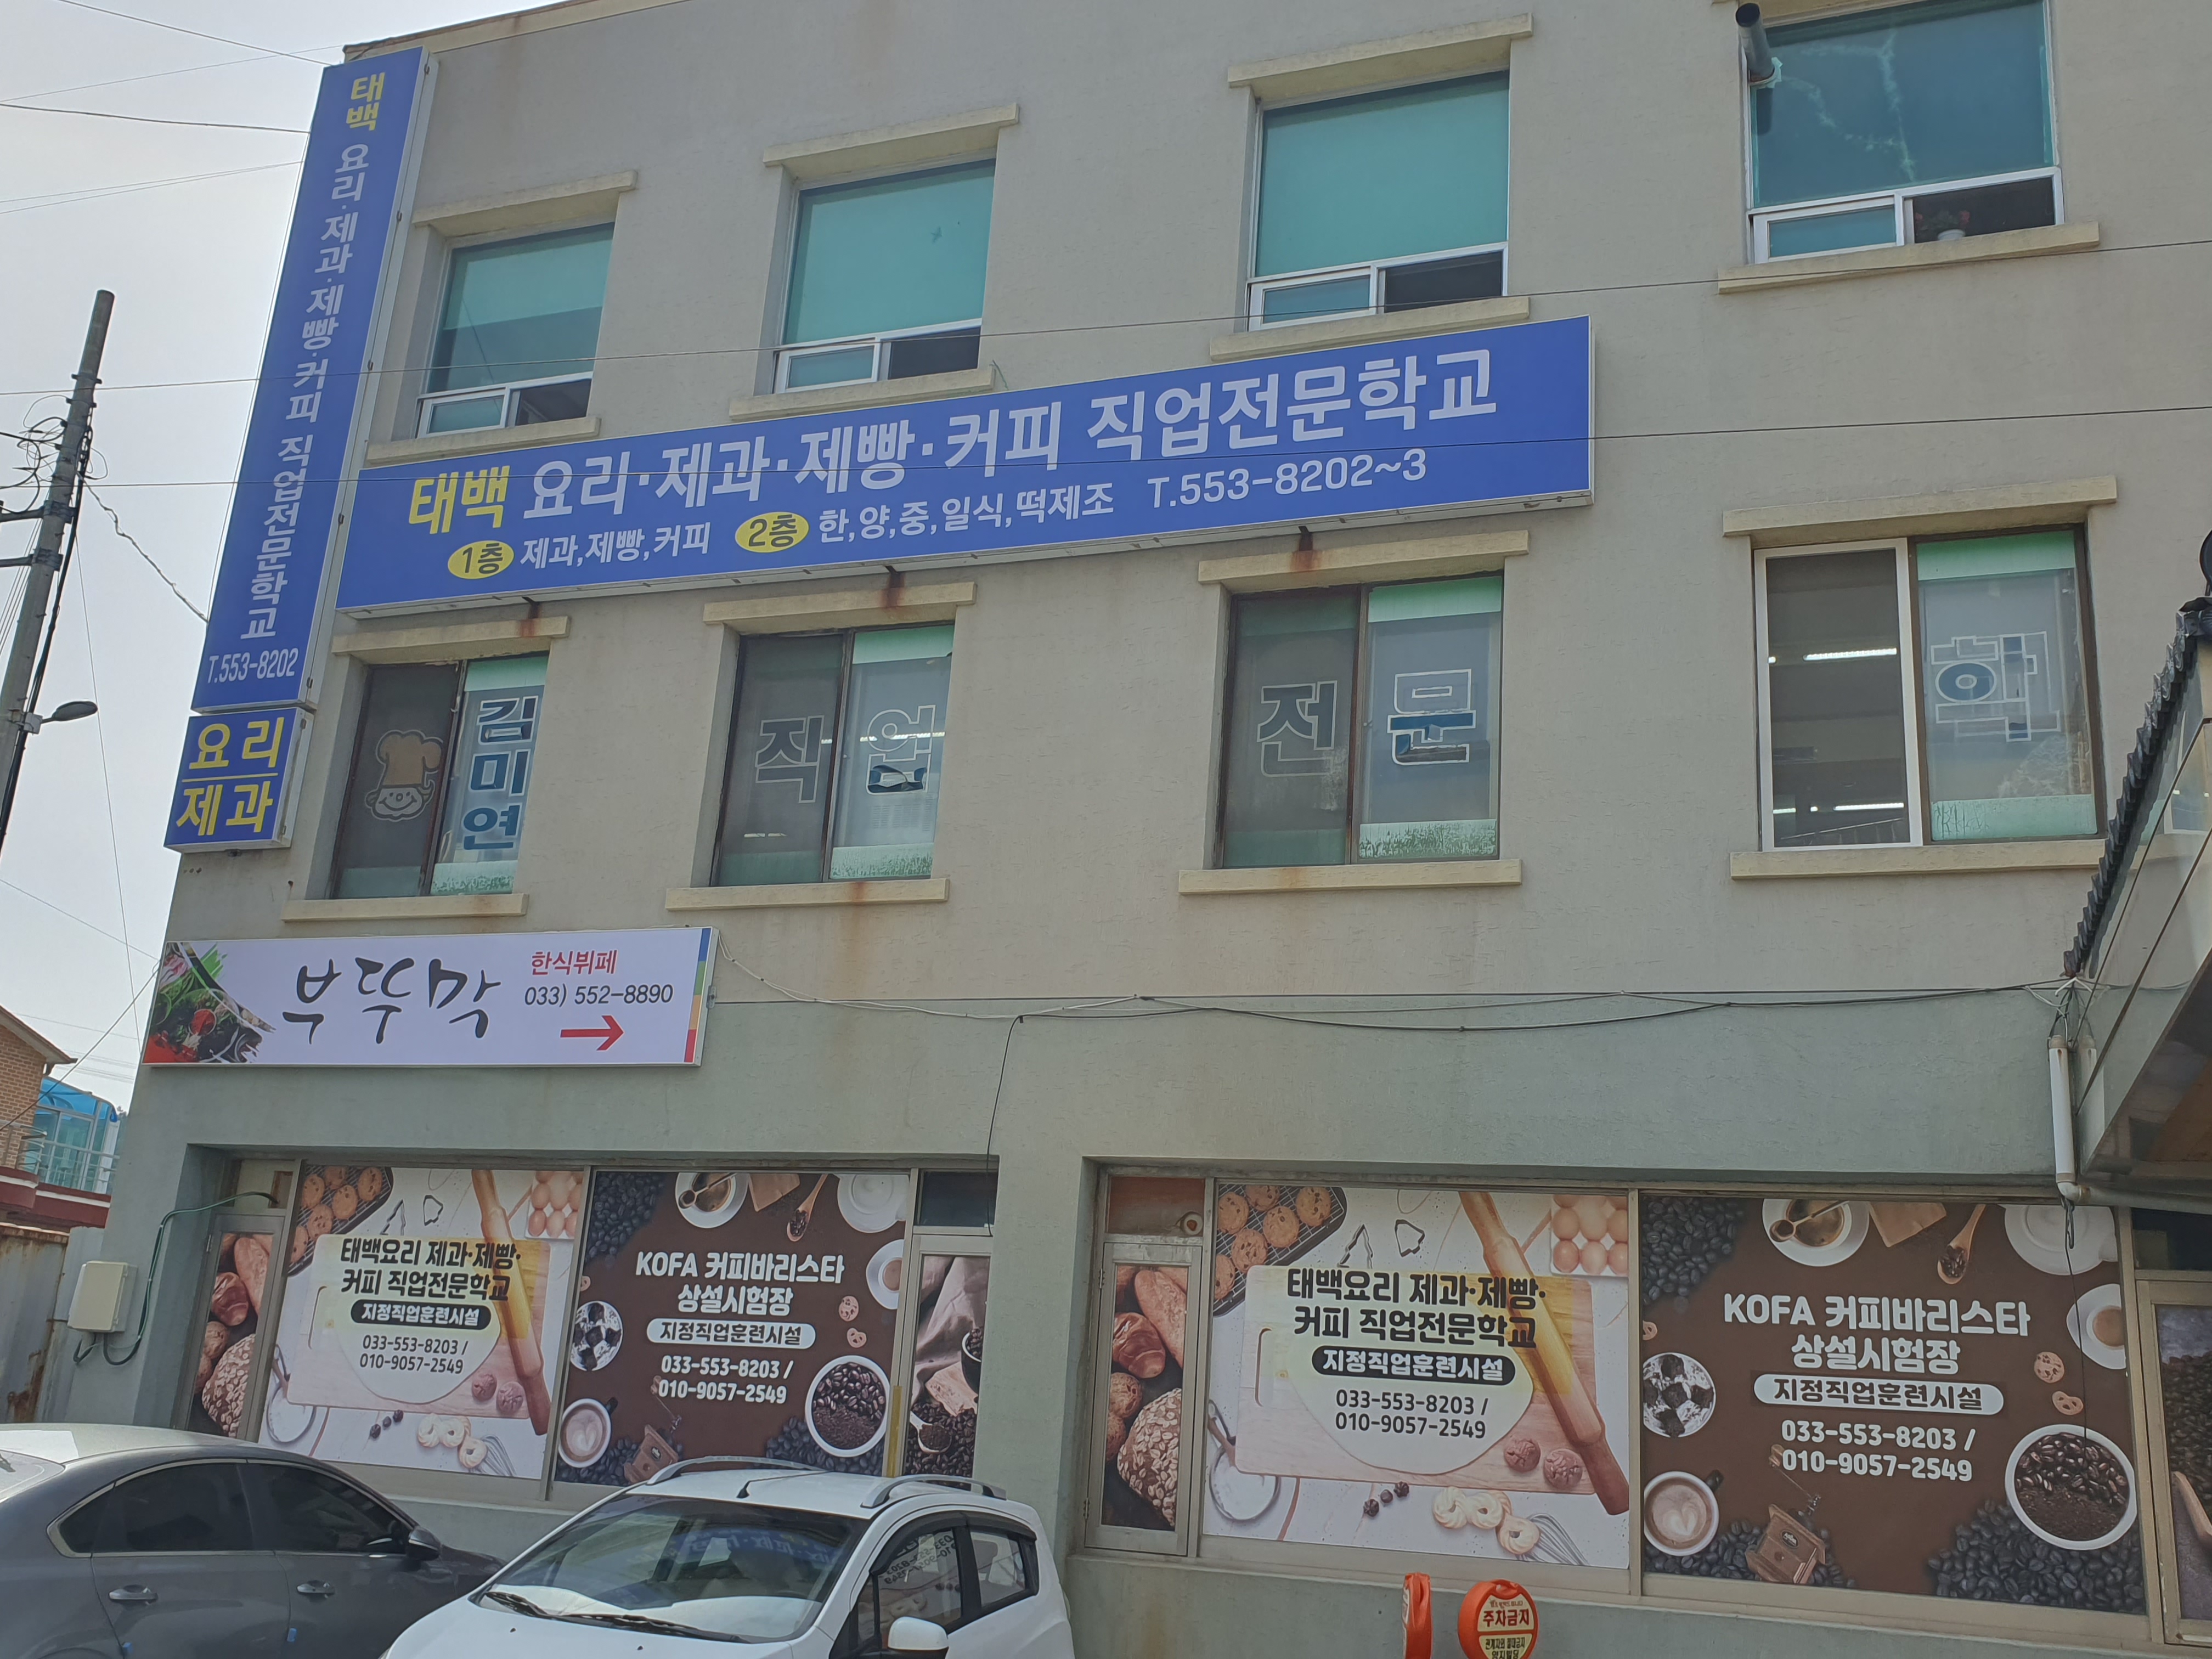 태백 요리·제과·제빵·커피 직업전문학교
T.553-8202
요리
제과
태백 요리·제과·제빵·커피 직업전문학교
1층 제과,제빵,커피 2층 한,양,중,일식,떡제조 T.553-8202~3
김미연
직업
전문
학
부뚜막
한식뷔페
033) 552-8890
태백요리 제과·제빵·
커피 직업전문학교
지정직업훈련시설
033-553-8203 /
010-9057-2549
KOFA 커피바리스타
상설시험장
지정직업훈련시설
033-553-8203 /
010-9057-2549
태백요리 제과·제빵·
커피 직업전문학교
지정직업훈련시설
033-553-8203 /
010-9057-2549
KOFA 커피바리스타
상설시험장
지정직업훈련시설
033-553-8203 /
010-9057-2549
주차금지